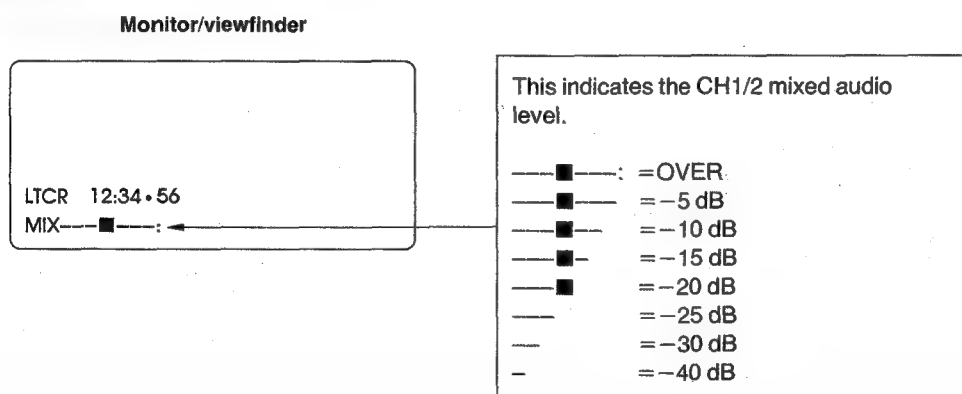 Monitor/viewfinder
LTCR 12:34•56
MIX---■---:
This indicates the CH1/2 mixed audio
level.
---■---: =OVER
---■--- =−5 dB
---■-- =−10 dB
---■- =−15 dB
---■ =−20 dB
--- =−25 dB
-- =−30 dB
- =−40 dB